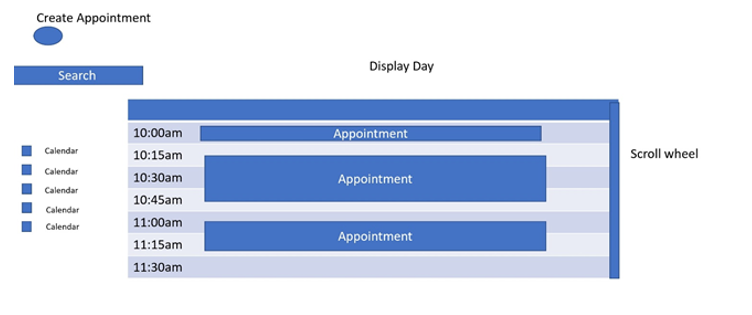 Create Appointment
Search
Display Day
10:00am Appointment
10:15am
10:30am Appointment
10:45am
11:00am
Appointment
11:15am
11:30am
Scroll wheel
Calendar
Calendar
Calendar
Calendar
Calendar